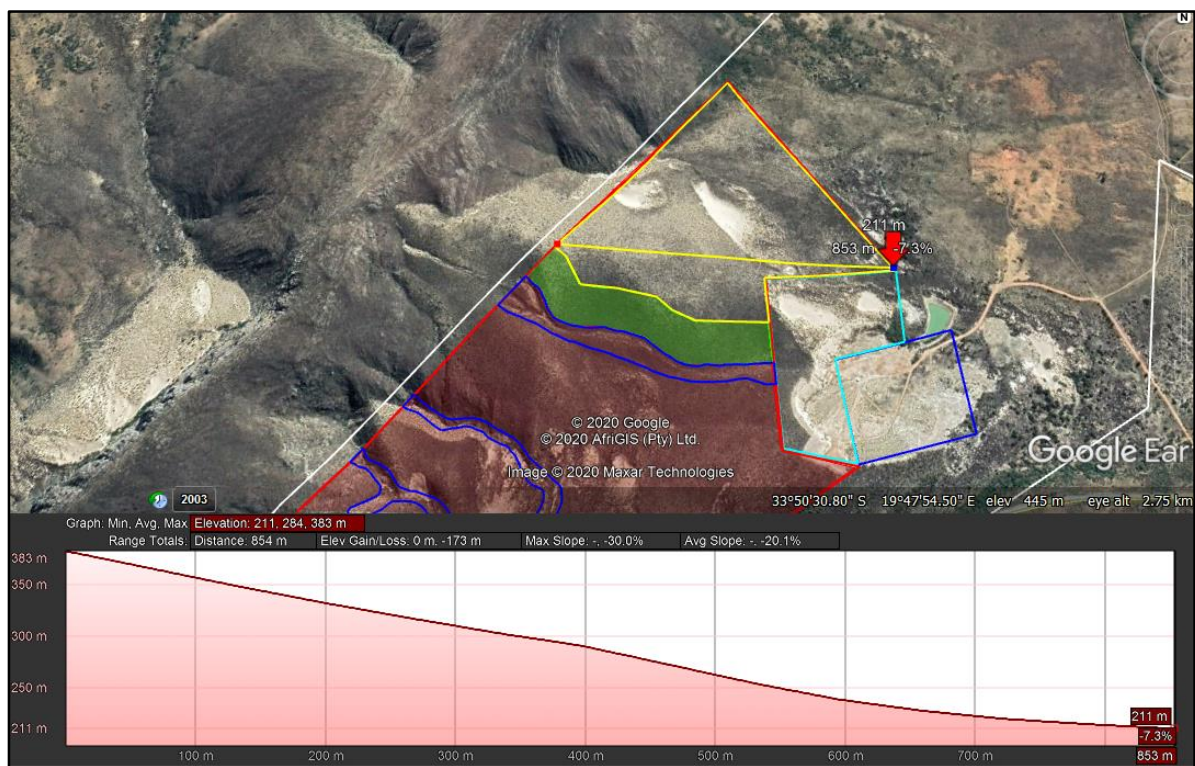 N
211 m
853 m -7.3%
© 2020 Google
© 2020 AfriGIS (Pty) Ltd.
Image © 2020 Maxar Technologies
Google Ear
2003
33°50'30.80" S 19°47'54.50" E elev 445 m eye alt 2.75 km
Graph: Min, Avg, Max Elevation: 211, 284, 383 m
Range Totals: Distance: 854 m Elev Gain/Loss: 0 m, -173 m Max Slope: -, -30.0% Avg Slope: -, -20.1%
383 m
350 m
300 m
250 m
211 m
211 m
-7.3%
100 m 200 m 300 m 400 m 500 m 600 m 700 m 853 m